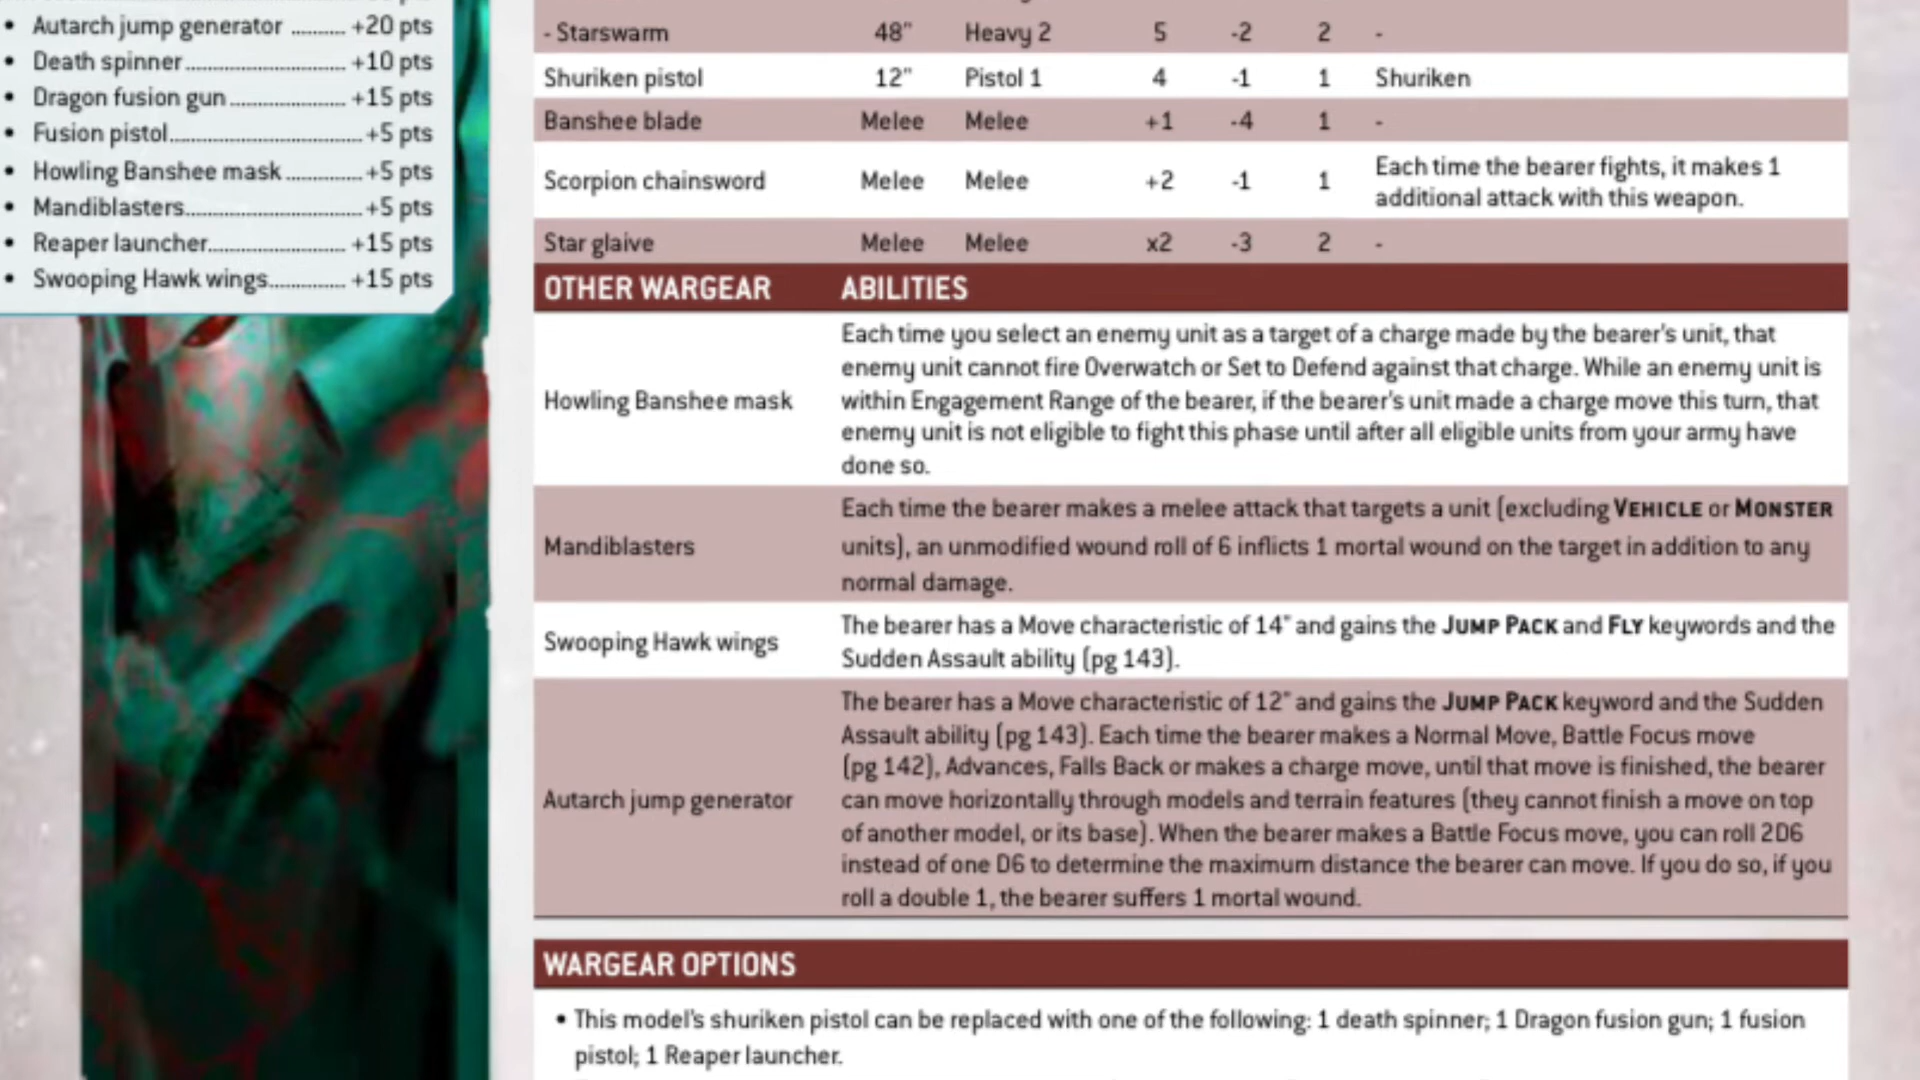 • Autarch jump generator .......... +20 pts
• Death spinner.............................. +10 pts
• Dragon fusion gun...................... +15 pts
• Fusion pistol..................................... +5 pts
• Howling Banshee mask .............. +5 pts
• Mandiblasters.................................. +5 pts
• Reaper launcher.......................... +15 pts
• Swooping Hawk wings.............. +15 pts
- Starswarm 48" Heavy 2 5 -2 2 -
Shuriken pistol 12" Pistol 1 4 -1 1 Shuriken
Banshee blade Melee Melee +1 -4 1 -
Scorpion chainsword Melee Melee +2 -1 1 Each time the bearer fights, it makes 1
additional attack with this weapon.
Star glaive Melee Melee x2 -3 2 -
OTHER WARGEAR ABILITIES
Howling Banshee mask
Each time you select an enemy unit as a target of a charge made by the bearer's unit, that
enemy unit cannot fire Overwatch or Set to Defend against that charge. While an enemy unit is
within Engagement Range of the bearer, if the bearer's unit made a charge move this turn, that
enemy unit is not eligible to fight this phase until after all eligible units from your army have
done so.
Mandiblasters
Each time the bearer makes a melee attack that targets a unit (excluding VEHICLE or MONSTER
units), an unmodified wound roll of 6 inflicts 1 mortal wound on the target in addition to any
normal damage.
Swooping Hawk wings
The bearer has a Move characteristic of 14" and gains the JUMP PACK and FLY keywords and the
Sudden Assault ability (pg 143).
Autarch jump generator
The bearer has a Move characteristic of 12" and gains the JUMP PACK keyword and the Sudden
Assault ability (pg 143). Each time the bearer makes a Normal Move, Battle Focus move
(pg 142), Advances, Falls Back or makes a charge move, until that move is finished, the bearer
can move horizontally through models and terrain features (they cannot finish a move on top
of another model, or its base). When the bearer makes a Battle Focus move, you can roll 2D6
instead of one D6 to determine the maximum distance the bearer can move. If you do so, if you
roll a double 1, the bearer suffers 1 mortal wound.
WARGEAR OPTIONS
• This model's shuriken pistol can be replaced with one of the following: 1 death spinner; 1 Dragon fusion gun; 1 fusion
pistol; 1 Reaper launcher.